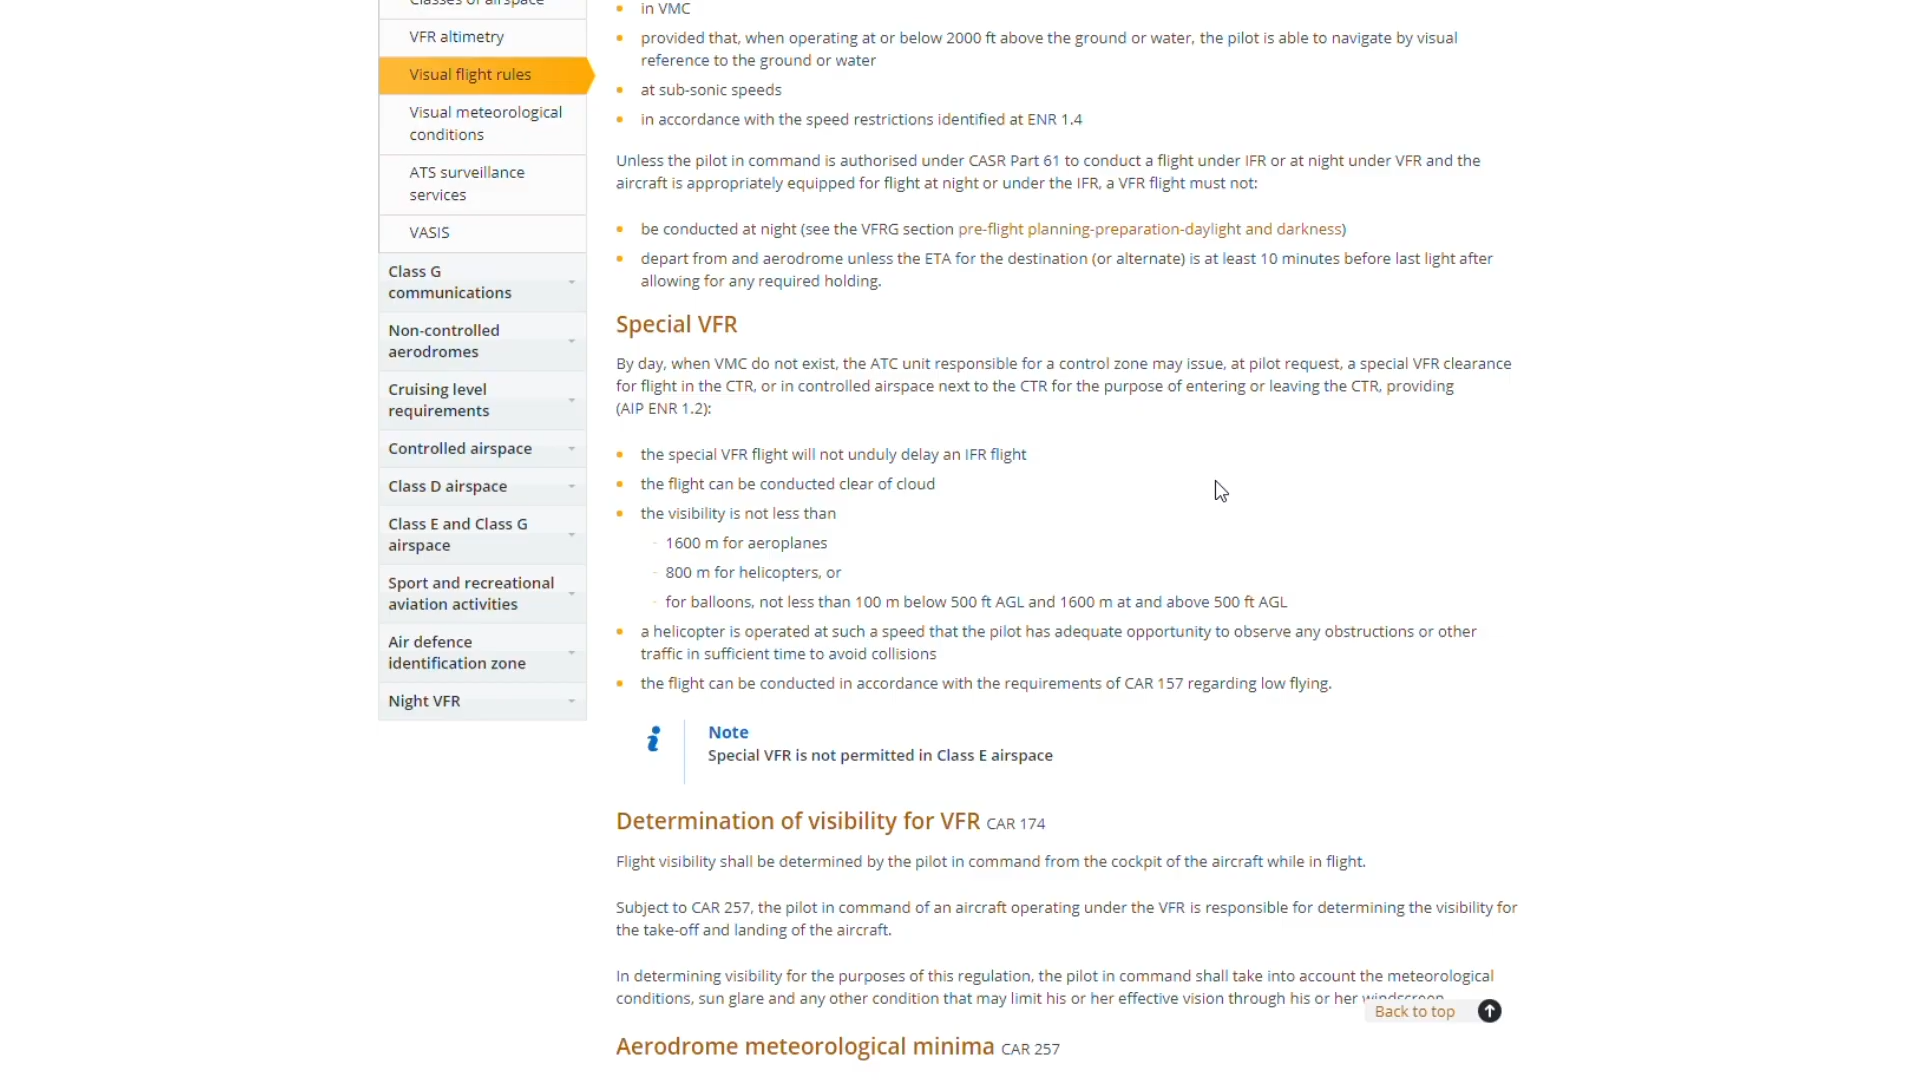 Classes of airspace
VFR altimetry
Visual flight rules
Visual meteorological
conditions
ATS surveillance
services
VASIS
Class G
communications
Non-controlled
aerodromes
Cruising level
requirements
Controlled airspace
Class D airspace
Class E and Class G
airspace
Sport and recreational
aviation activities
Air defence
identification zone
Night VFR
in VMC
provided that, when operating at or below 2000 ft above the ground or water, the pilot is able to navigate by visual
reference to the ground or water
at sub-sonic speeds
in accordance with the speed restrictions identified at ENR 1.4
Unless the pilot in command is authorised under CASR Part 61 to conduct a flight under IFR or at night under VFR and the
aircraft is appropriately equipped for flight at night or under the IFR, a VFR flight must not:
be conducted at night (see the VFRG section pre-flight planning-preparation-daylight and darkness)
depart from and aerodrome unless the ETA for the destination (or alternate) is at least 10 minutes before last light after
allowing for any required holding.
Special VFR
By day, when VMC do not exist, the ATC unit responsible for a control zone may issue, at pilot request, a special VFR clearance
for flight in the CTR, or in controlled airspace next to the CTR for the purpose of entering or leaving the CTR, providing
(AIP ENR 1.2):
the special VFR flight will not unduly delay an IFR flight
the flight can be conducted clear of cloud
the visibility is not less than
- 1600 m for aeroplanes
- 800 m for helicopters, or
- for balloons, not less than 100 m below 500 ft AGL and 1600 m at and above 500 ft AGL
a helicopter is operated at such a speed that the pilot has adequate opportunity to observe any obstructions or other
traffic in sufficient time to avoid collisions
the flight can be conducted in accordance with the requirements of CAR 157 regarding low flying.
Note
Special VFR is not permitted in Class E airspace
Determination of visibility for VFR CAR 174
Flight visibility shall be determined by the pilot in command from the cockpit of the aircraft while in flight.
Subject to CAR 257, the pilot in command of an aircraft operating under the VFR is responsible for determining the visibility for
the take-off and landing of the aircraft.
In determining visibility for the purposes of this regulation, the pilot in command shall take into account the meteorological
conditions, sun glare and any other condition that may limit his or her effective vision through his or her windscreen
Back to top
Aerodrome meteorological minima CAR 257